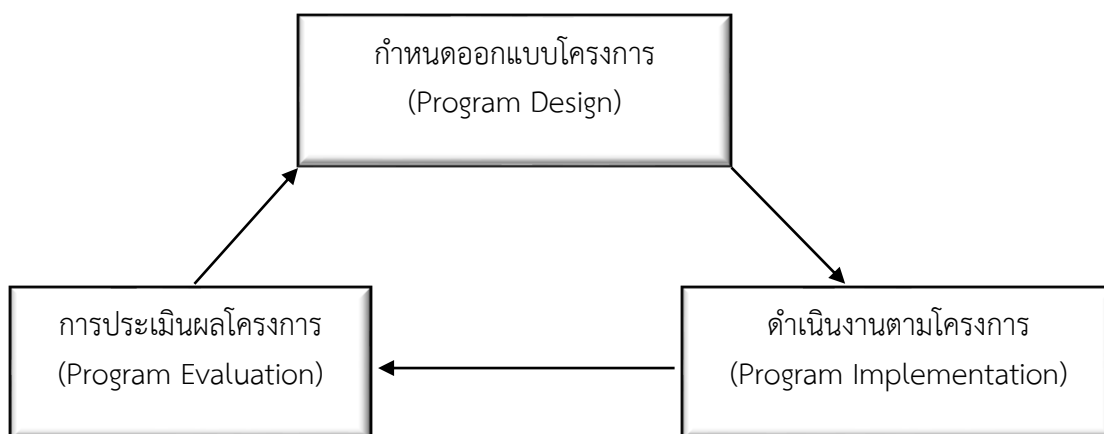 กำหนดออกแบบโครงการ
(Program Design)
การประเมินผลโครงการ
(Program Evaluation)
ดำเนินงานตามโครงการ
(Program Implementation)